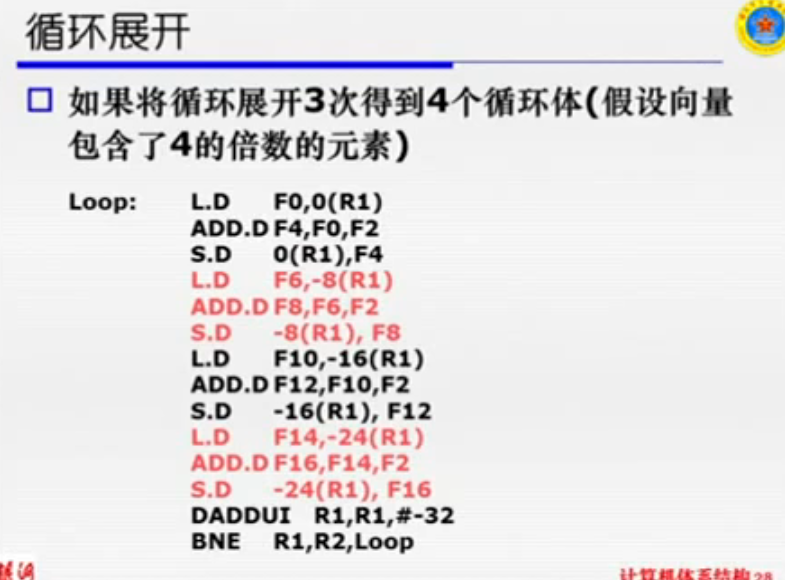 循环展开
如果将循环展开3次得到4个循环体(假设向量
包含了4的倍数的元素)
Loop: L.D F0,0(R1)
ADD.D F4,F0,F2
S.D 0(R1),F4
L.D F6,-8(R1)
ADD.D F8,F6,F2
S.D -8(R1), F8
L.D F10,-16(R1)
ADD.D F12,F10,F2
S.D -16(R1), F12
L.D F14,-24(R1)
ADD.D F16,F14,F2
S.D -24(R1), F16
DADDUI R1,R1,#-32
BNE R1,R2,Loop
计算机体系结构 28